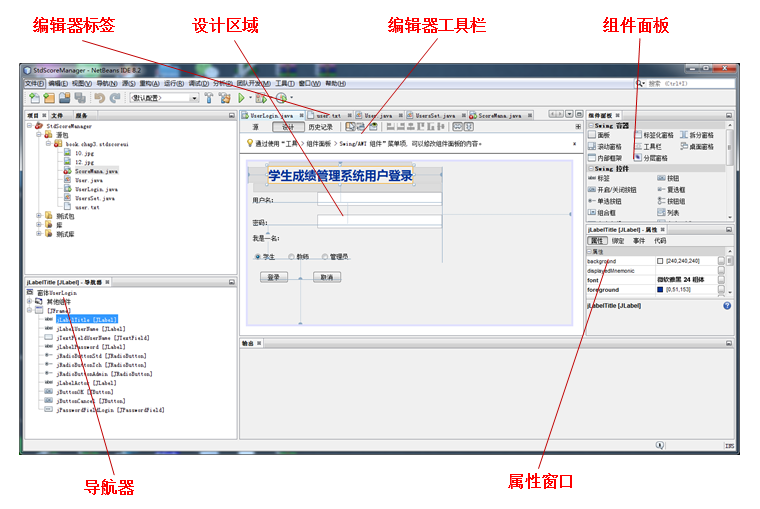 编辑器标签 设计区域 编辑器工具栏 组件面板
StdScoreManager - NetBeans IDE 8.2
文件(F) 编辑(E) 视图(V) 导航(N) 源(S) 重构(A) 运行(R) 调试(D) 分析(P) 团队开发(M) 工具(T) 窗口(W) 帮助(H)
搜索 (Ctrl+I)
<默认配置>
项目 文件 服务
StdScoreManager
源包
book.chap3.stdscoreui
10.jpg
12.jpg
ScoreMana.java
User.java
UserLogin.java
UsersSet.java
user.txt
测试包
库
测试库
UserLogin.java user.txt User.java UsersSet.java ScoreMana.java
源 设计 历史记录
通过使用"工具 > 组件面板 > Swing/AWT 组件"菜单项, 可以修改组件面板的内容。
学生成绩管理系统用户登录
用户名:
密码:
我是一名:
学生 教师 管理员
登录 取消
组件面板
Swing 容器
面板 标签化窗格 拆分窗格
滚动窗格 工具栏 桌面窗格
内部框架 分层窗格
Swing 控件
标签 按钮
开启/关闭按钮 复选框
单选按钮 按钮组
组合框 列表
jLabelTitle [JLabel] - 属性
属性 绑定 事件 代码
属性
background [240,240,240]
displayedMnemonic
font 微软雅黑 24 粗体
foreground [0,51,153]
jLabelTitle [JLabel]
jLabelTitle [JLabel] - 导航器
窗体UserLogin
其他组件
[JFrame]
jLabelTitle [JLabel]
jLabelUserName [JLabel]
jTextFieldUserName [JTextField]
jLabelPassword [JLabel]
jRadioButtonStd [JRadioButton]
jRadioButtonTch [JRadioButton]
jRadioButtonAdmin [JRadioButton]
jLabelActor [JLabel]
jButtonOK [JButton]
jButtonCancel [JButton]
jPasswordFieldLogin [JPasswordField]
输出
INS
导航器 属性窗口